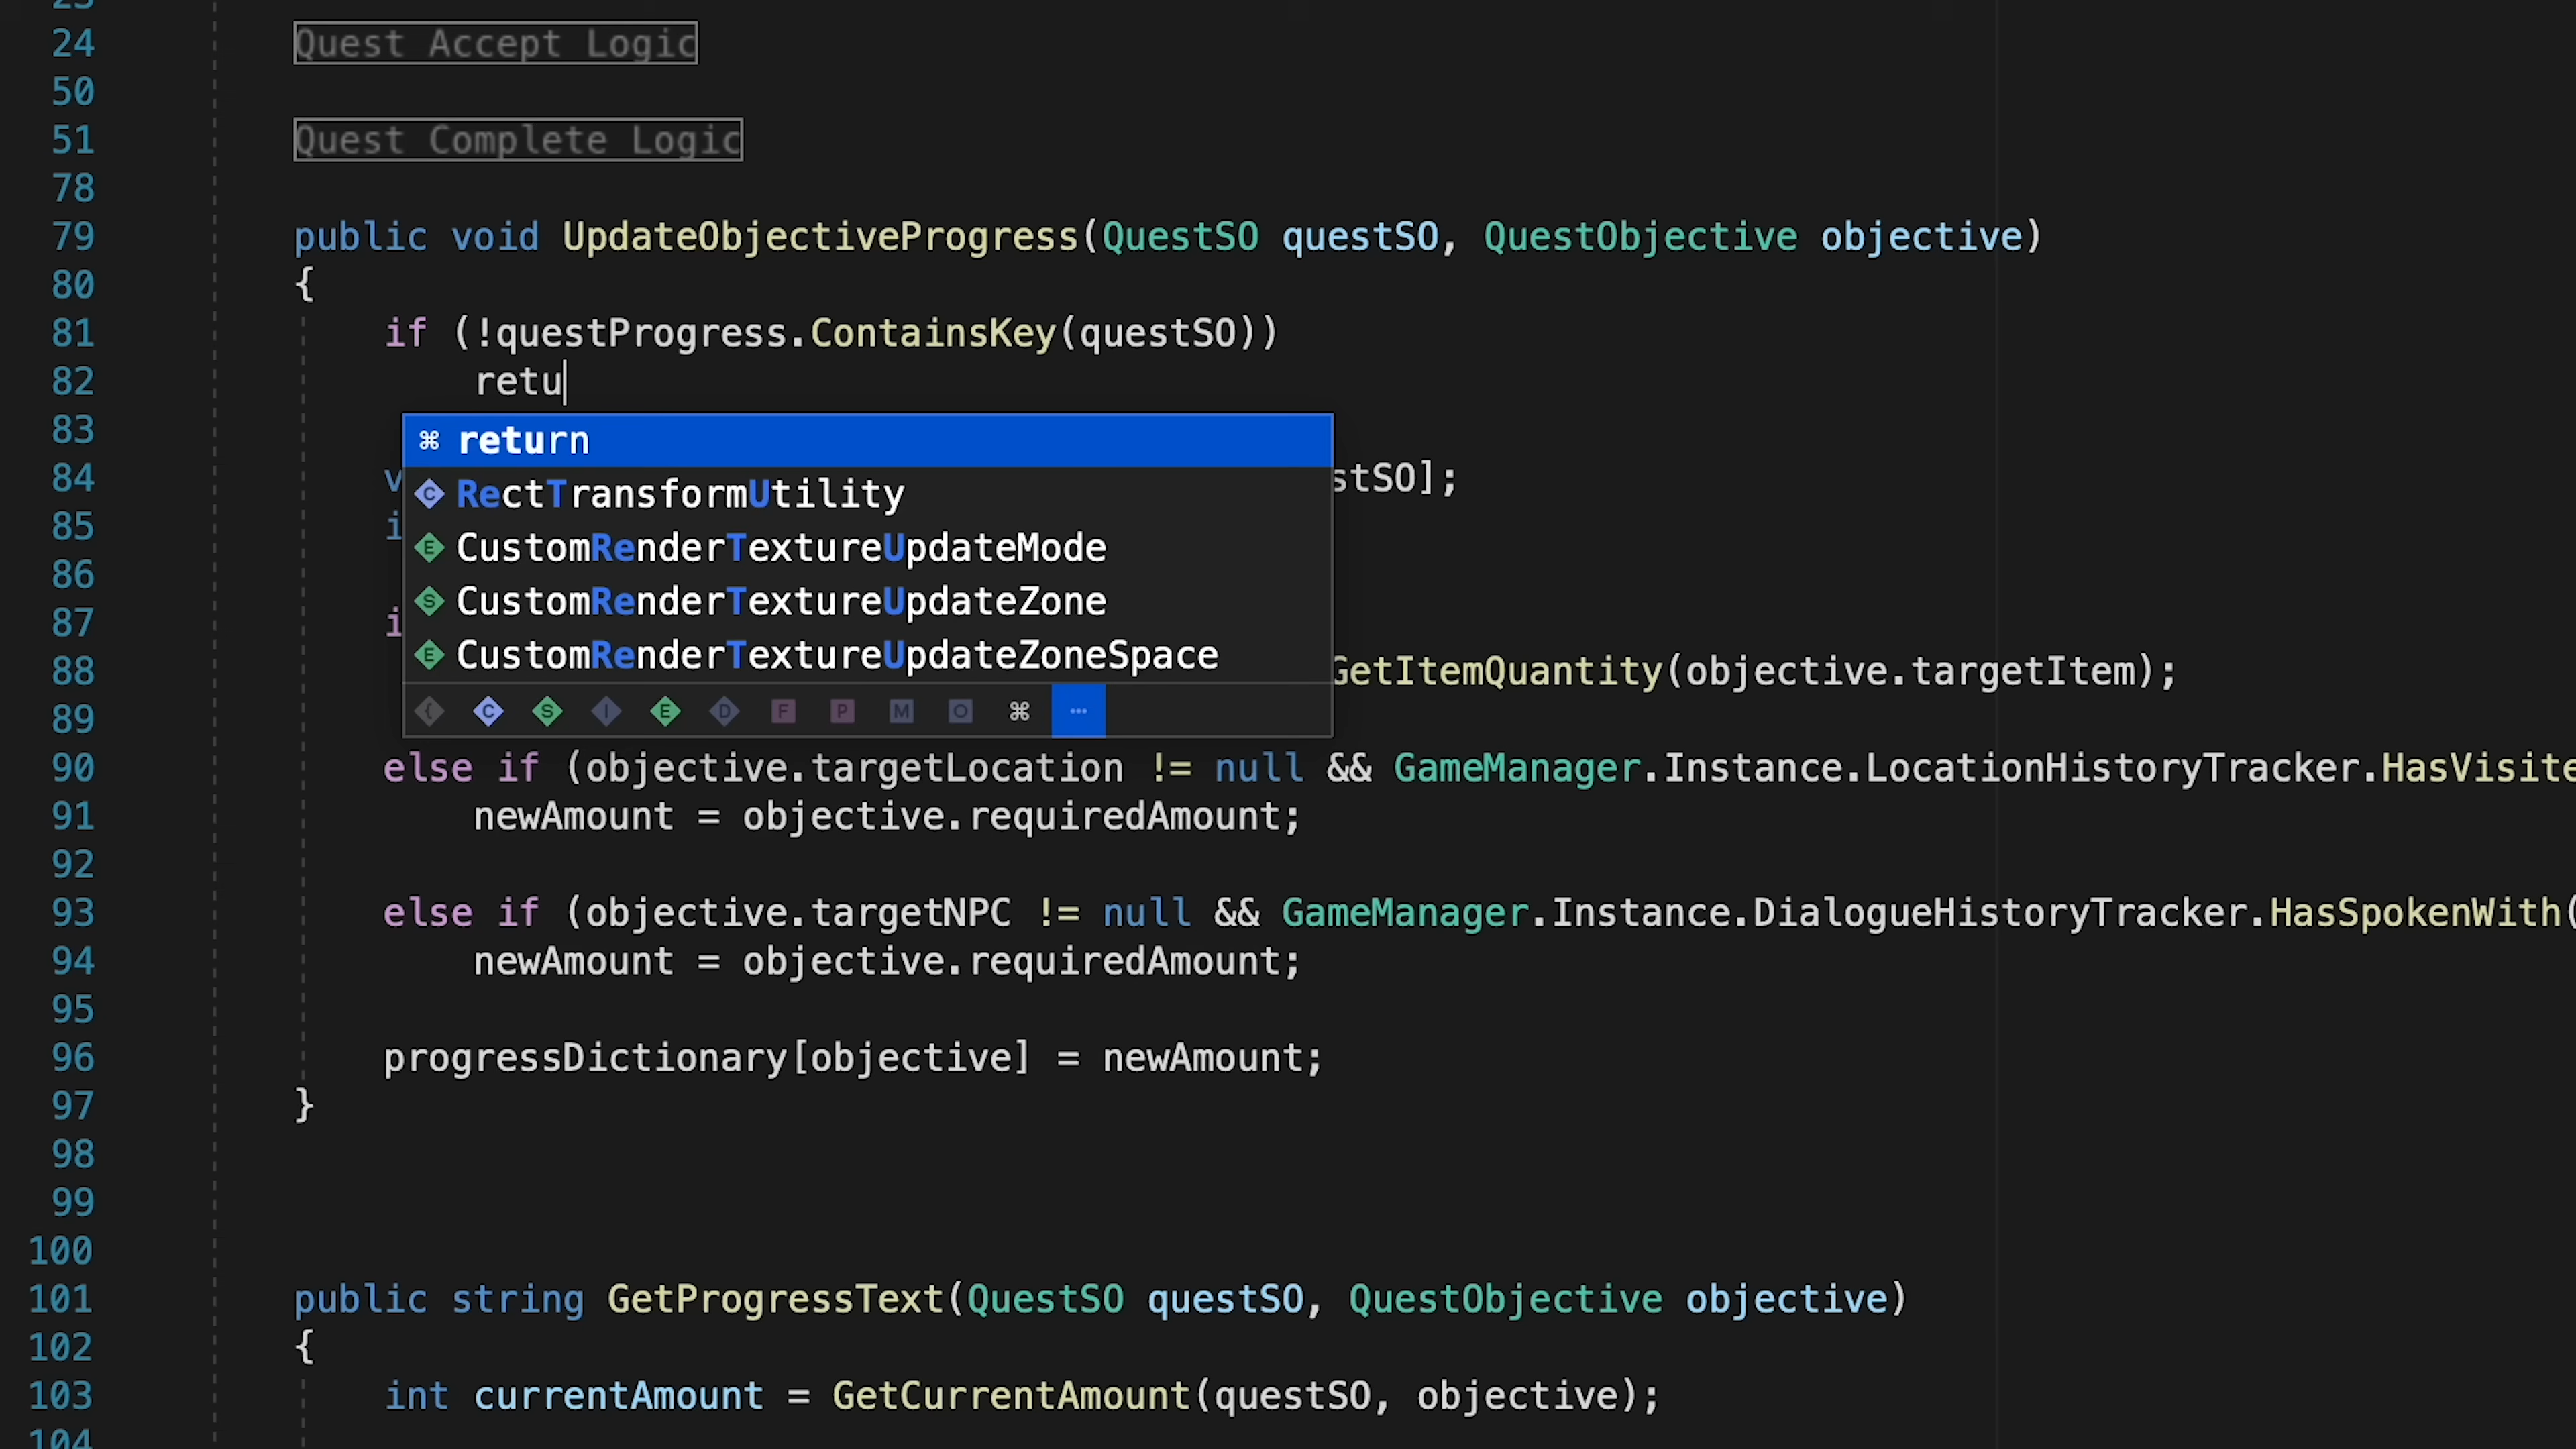 23
24 Quest Accept Logic
50
51 Quest Complete Logic
78
79 public void UpdateObjectiveProgress(QuestSO questSO, QuestObjective objective)
80 {
81 if (!questProgress.ContainsKey(questSO))
82 retu
83
⌘ return
84 v stSO];
C RectTransformUtility
85 i
E CustomRenderTextureUpdateMode
86
S CustomRenderTextureUpdateZone
87 i
E CustomRenderTextureUpdateZoneSpace
88 GetItemQuantity(objective.targetItem);
89 { C S I E D F P M O ⌘ ...
90 else if (objective.targetLocation != null && GameManager.Instance.LocationHistoryTracker.HasVisite
91 newAmount = objective.requiredAmount;
92
93 else if (objective.targetNPC != null && GameManager.Instance.DialogueHistoryTracker.HasSpokenWith(
94 newAmount = objective.requiredAmount;
95
96 progressDictionary[objective] = newAmount;
97 }
98
99
100
101 public string GetProgressText(QuestSO questSO, QuestObjective objective)
102 {
103 int currentAmount = GetCurrentAmount(questSO, objective);
104